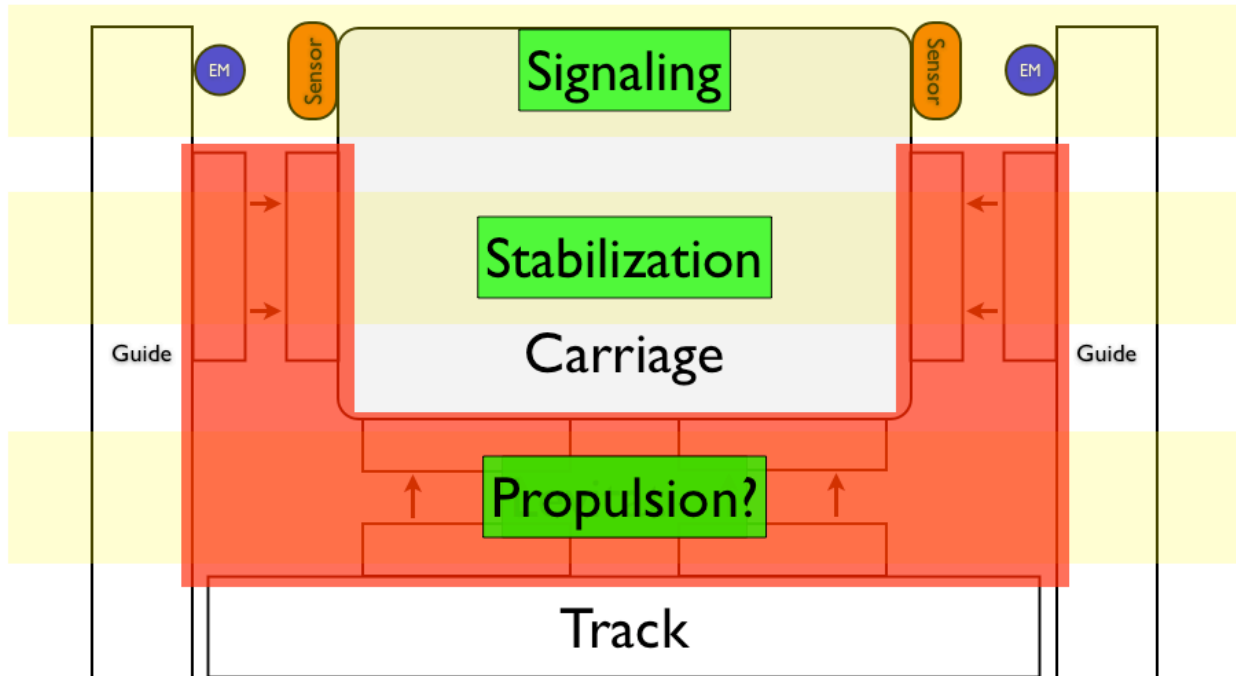 EM
Sensor
Signaling
Sensor
EM
Stabilization
Guide
Carriage
Guide
Propulsion?
Track